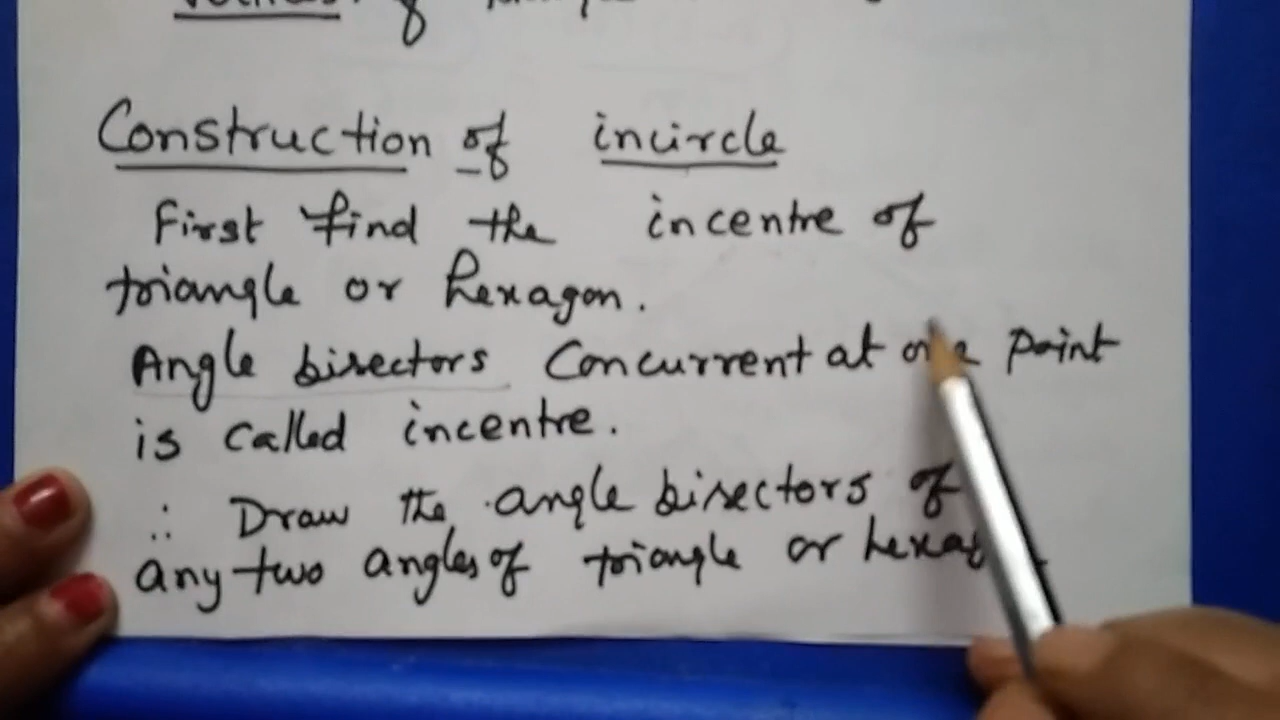 of
Construction of incircle
First find the incentre of
triangle or hexagon.
Angle bisectors Concurrent at one point
is called incentre.
∴ Draw the angle bisectors of
any two angles of triangle or